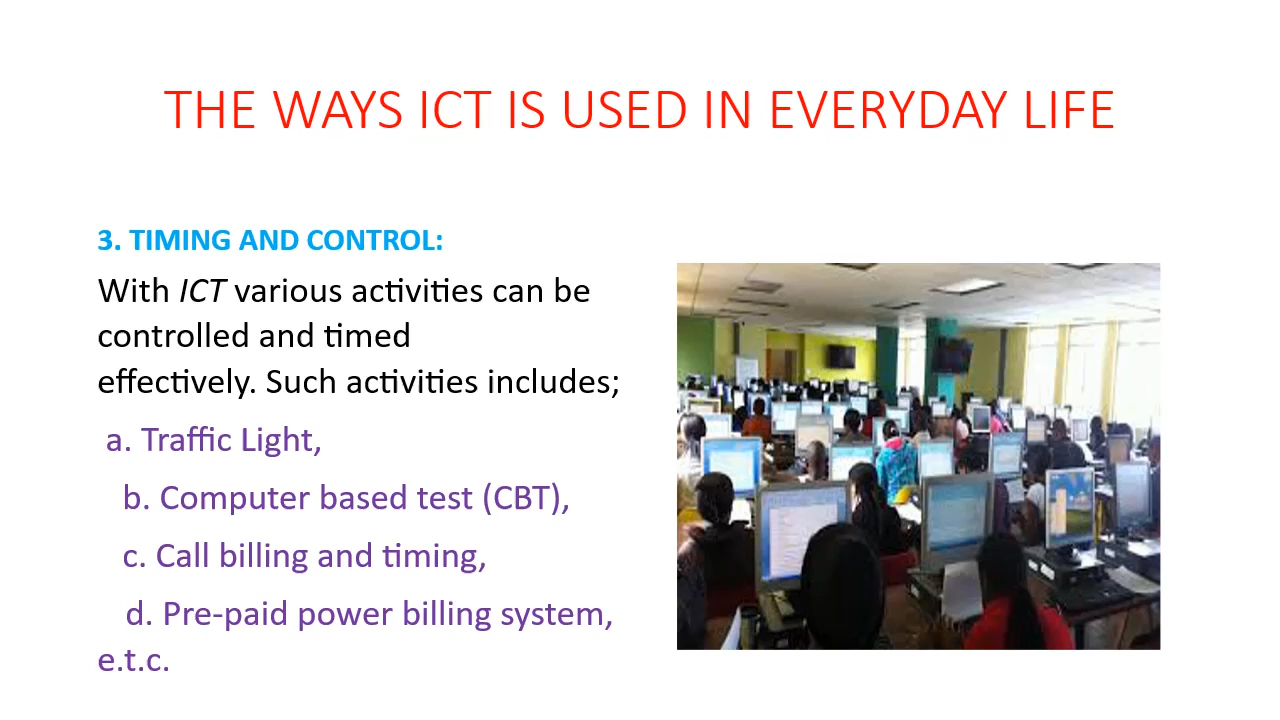 THE WAYS ICT IS USED IN EVERYDAY LIFE
3. TIMING AND CONTROL:
With ICT various activities can be
controlled and timed
effectively. Such activities includes;
a. Traffic Light,
b. Computer based test (CBT),
c. Call billing and timing,
d. Pre-paid power billing system,
e.t.c.